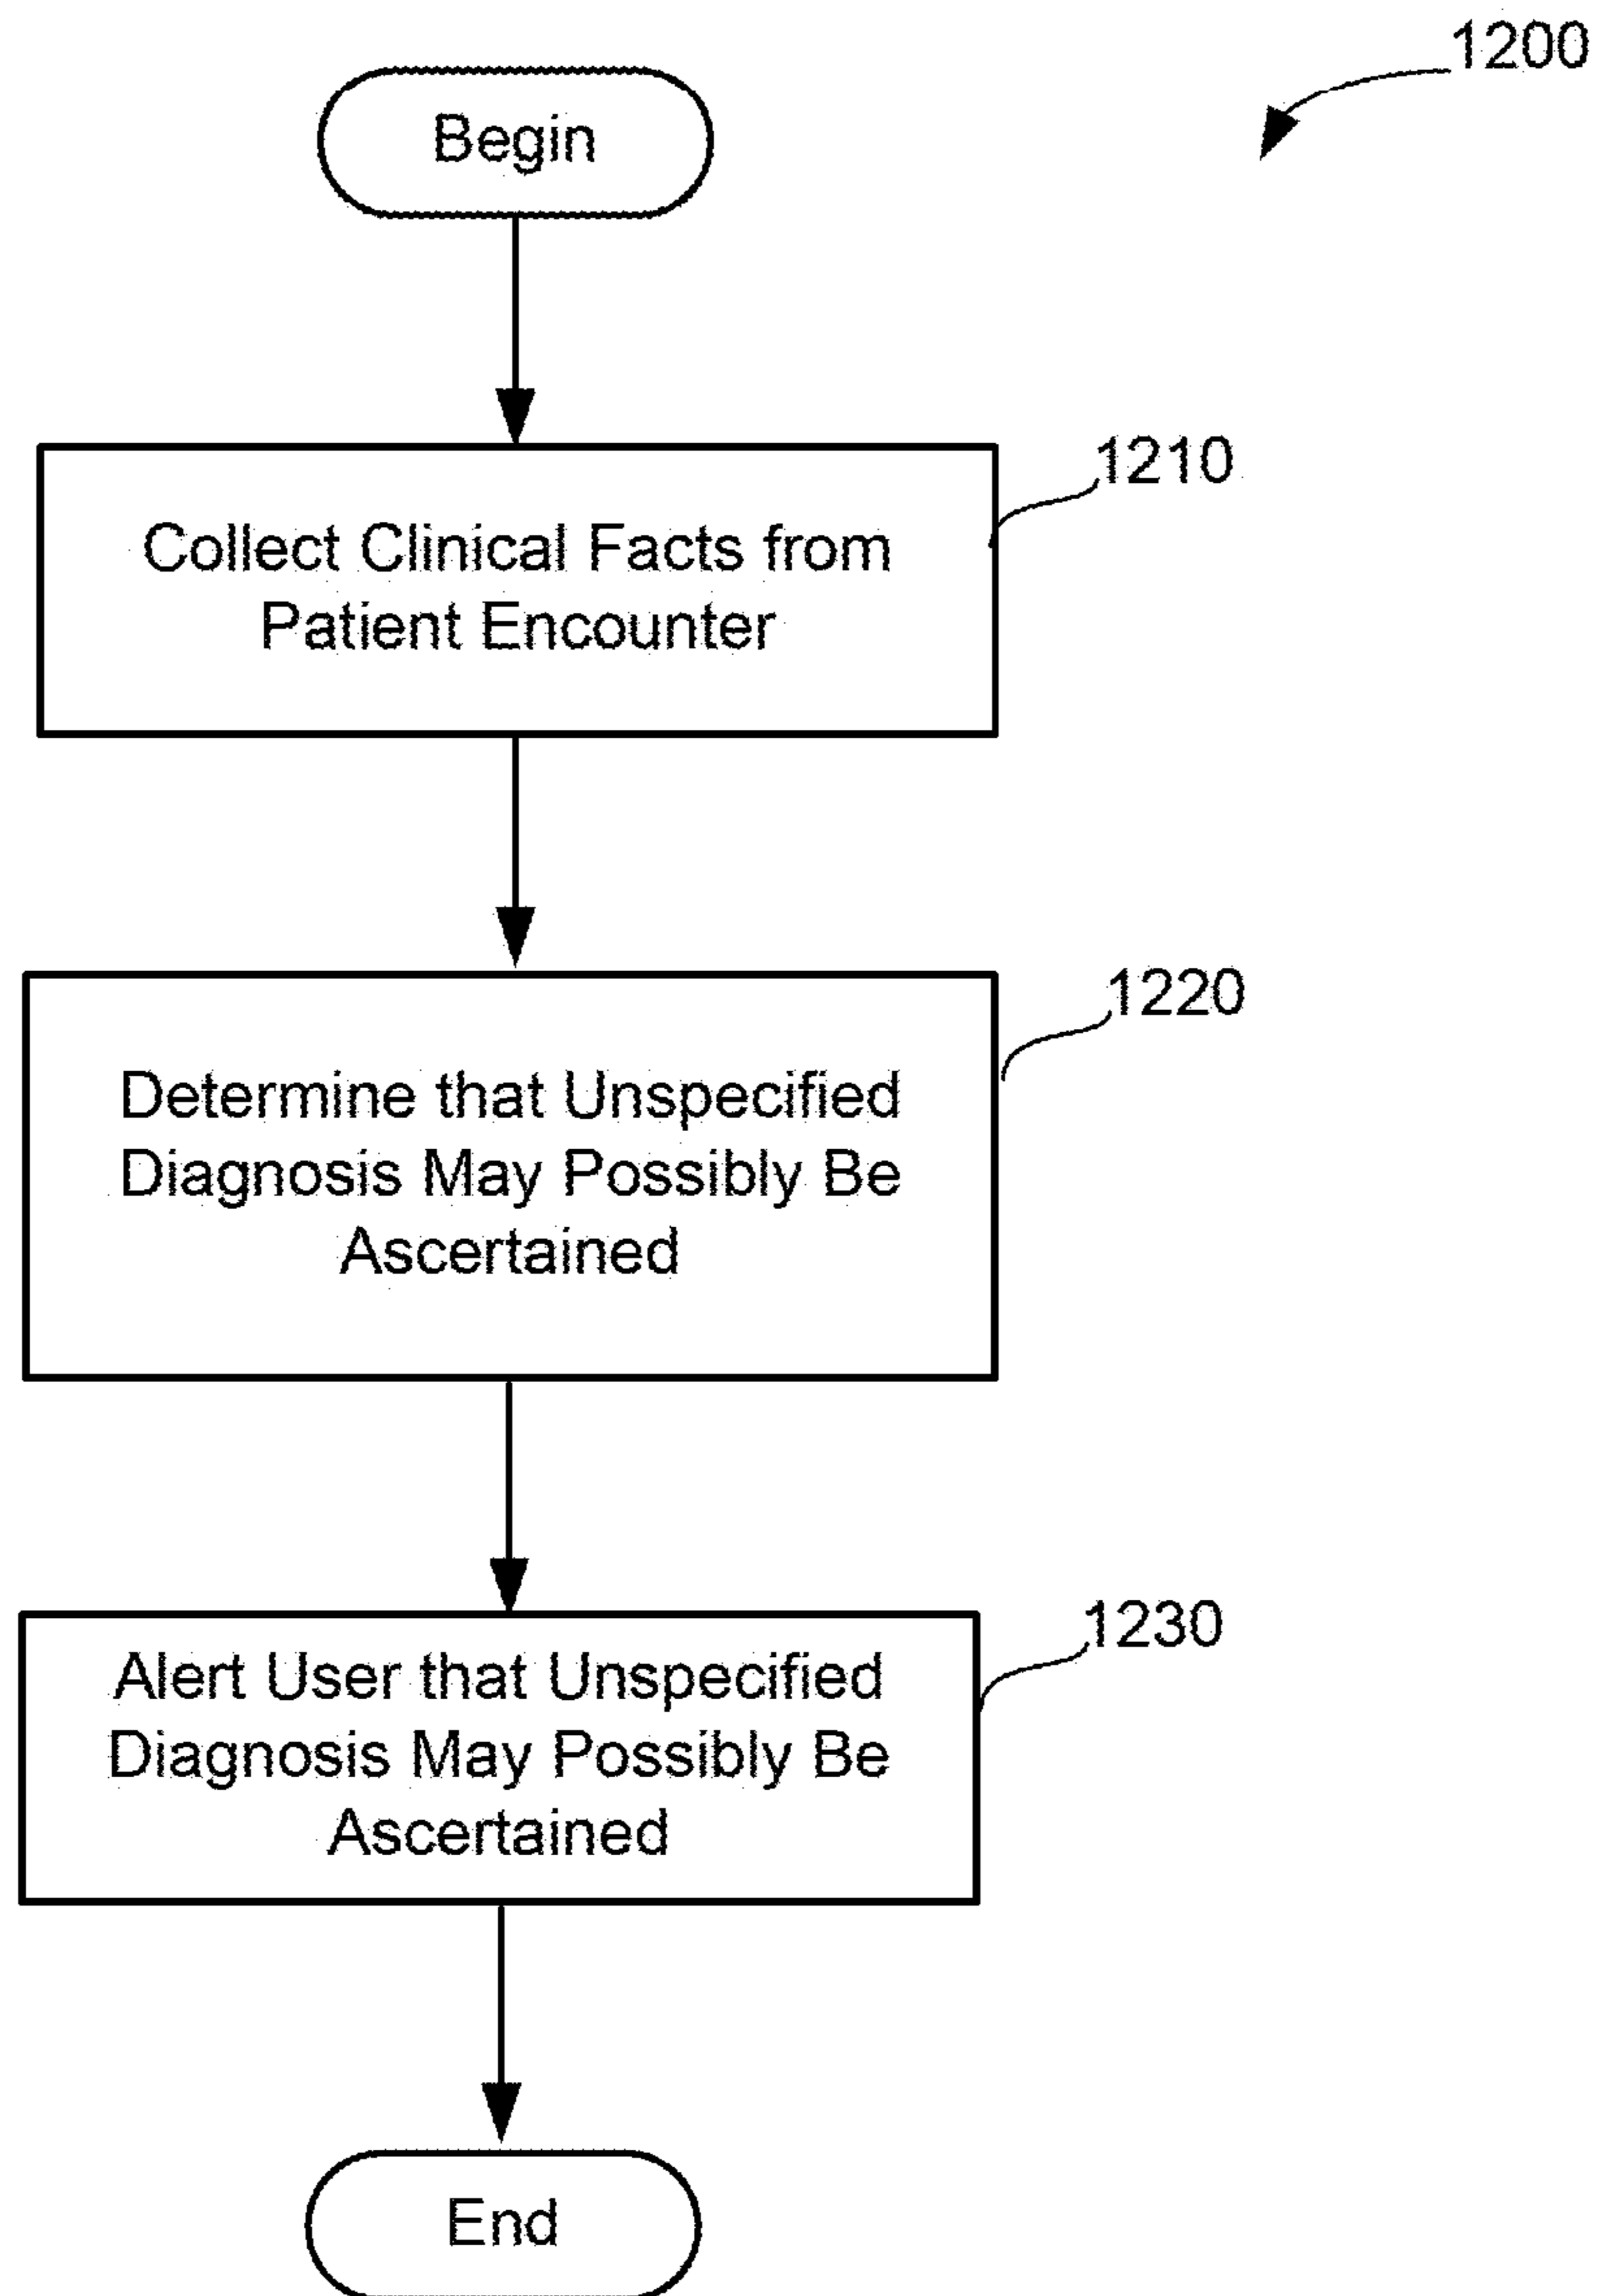 1200
Begin
1210
Collect Clinical Facts from
Patient Encounter
1220
Determine that Unspecified
Diagnosis May Possibly Be
Ascertained
1230
Alert User that Unspecified
Diagnosis May Possibly Be
Ascertained
End